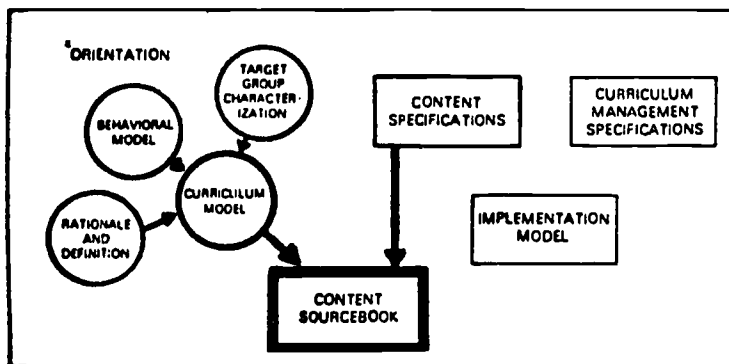 ORIENTATION
TARGET
GROUP
CHARACTER-
IZATION
BEHAVIORAL
MODEL
CURRICULUM
MODEL
RATIONALE
AND
DEFINITION
CONTENT
SPECIFICATIONS
CURRICULUM
MANAGEMENT
SPECIFICATIONS
IMPLEMENTATION
MODEL
CONTENT
SOURCEBOOK